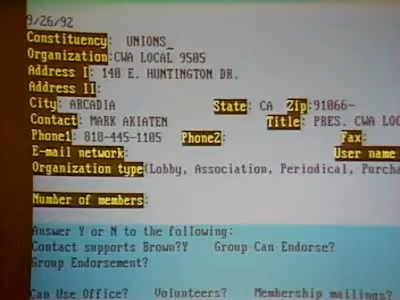 9/26/92
Constituency: UNIONS_
Organization:CWA LOCAL 9505
Address I: 140 E. HUNTINGTON DR.
Address II:
City: ARCADIA State: CA Zip:91066-
Contact: MARK AKIATEN Title: PRES. CWA LOC
Phone1: 818-445-1185 Phone2: Fax:
E-mail network: User name
Organization type(Lobby, Association, Periodical, Purcha
Number of members:
Answer Y or N to the following:
Contact supports Brown?Y Group Can Endorse?
Group Endorsement?
Can Use Office? Volunteers? Membership mailings?